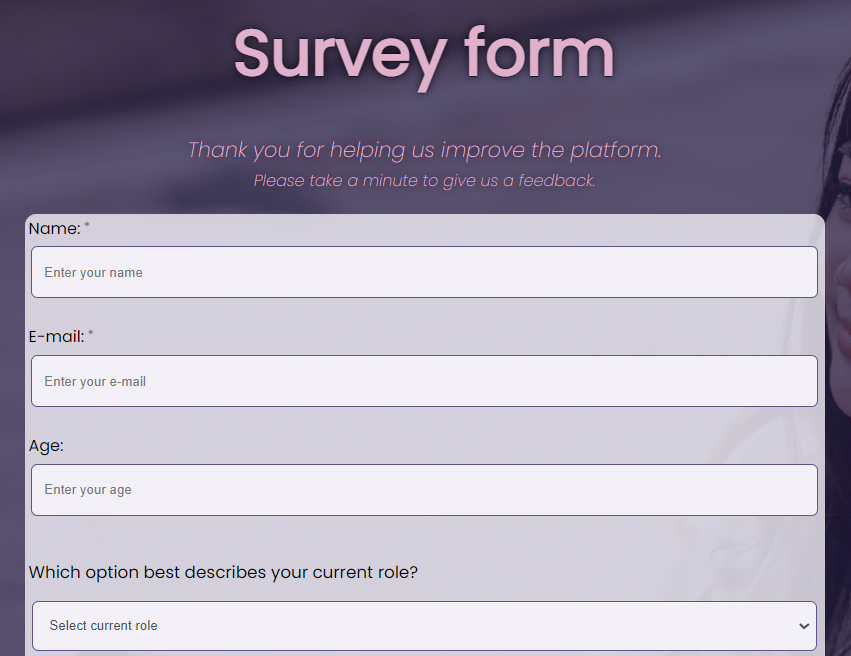 Survey form
Thank you for helping us improve the platform.
Please take a minute to give us a feedback.
Name: *
Enter your name
E-mail: *
Enter your e-mail
Age:
Enter your age
Which option best describes your current role?
Select current role